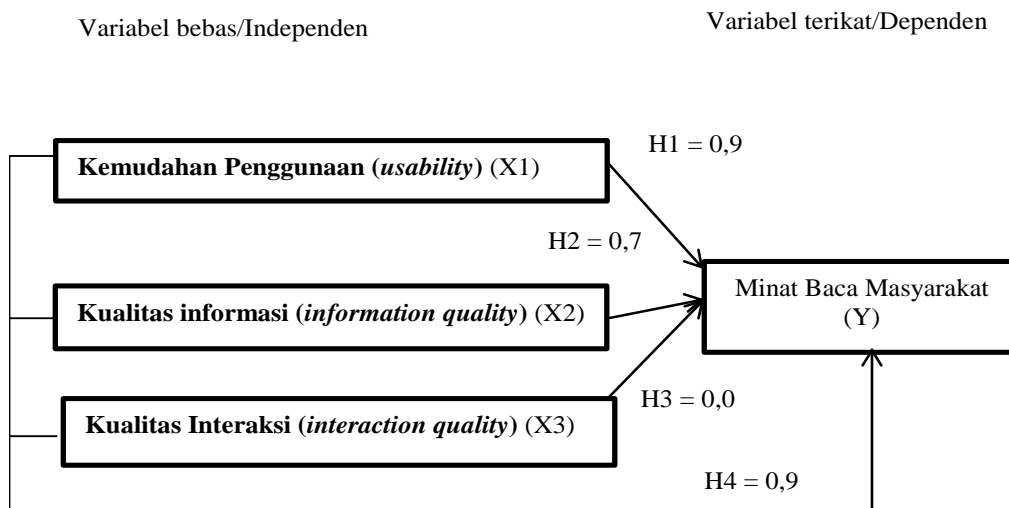 Variabel bebas/Independen
Variabel terikat/Dependen
H1 = 0,9
Kemudahan Penggunaan (usability) (X1)
H2 = 0,7
Minat Baca Masyarakat
(Y)
Kualitas informasi (information quality) (X2)
H3 = 0,0
Kualitas Interaksi (interaction quality) (X3)
H4 = 0,9